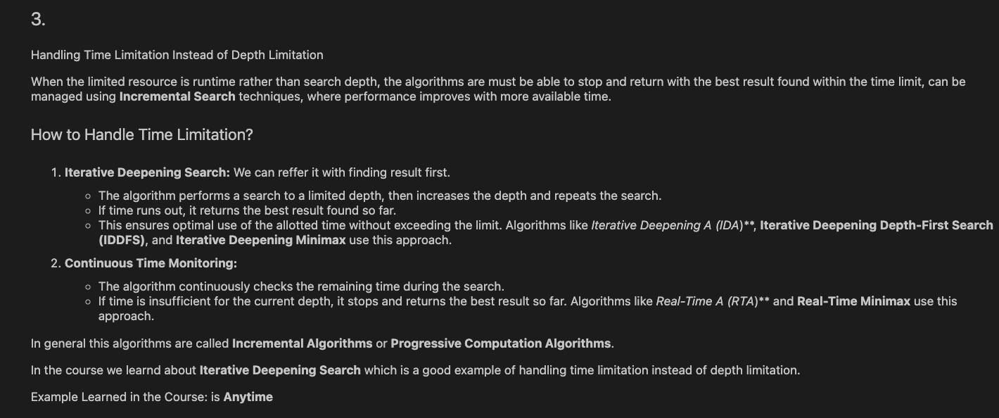 3.
Handling Time Limitation Instead of Depth Limitation
When the limited resource is runtime rather than search depth, the algorithms are must be able to stop and return with the best result found within the time limit, can be
managed using Incremental Search techniques, where performance improves with more available time.
How to Handle Time Limitation?
1. Iterative Deepening Search: We can reffer it with finding result first.
◦ The algorithm performs a search to a limited depth, then increases the depth and repeats the search.
◦ If time runs out, it returns the best result found so far.
◦ This ensures optimal use of the allotted time without exceeding the limit. Algorithms like Iterative Deepening A (IDA)**, Iterative Deepening Depth-First Search
(IDDFS), and Iterative Deepening Minimax use this approach.
2. Continuous Time Monitoring:
◦ The algorithm continuously checks the remaining time during the search.
◦ If time is insufficient for the current depth, it stops and returns the best result so far. Algorithms like Real-Time A (RTA)** and Real-Time Minimax use this
approach.
In general this algorithms are called Incremental Algorithms or Progressive Computation Algorithms.
In the course we learnd about Iterative Deepening Search which is a good example of handling time limitation instead of depth limitation.
Example Learned in the Course: is Anytime